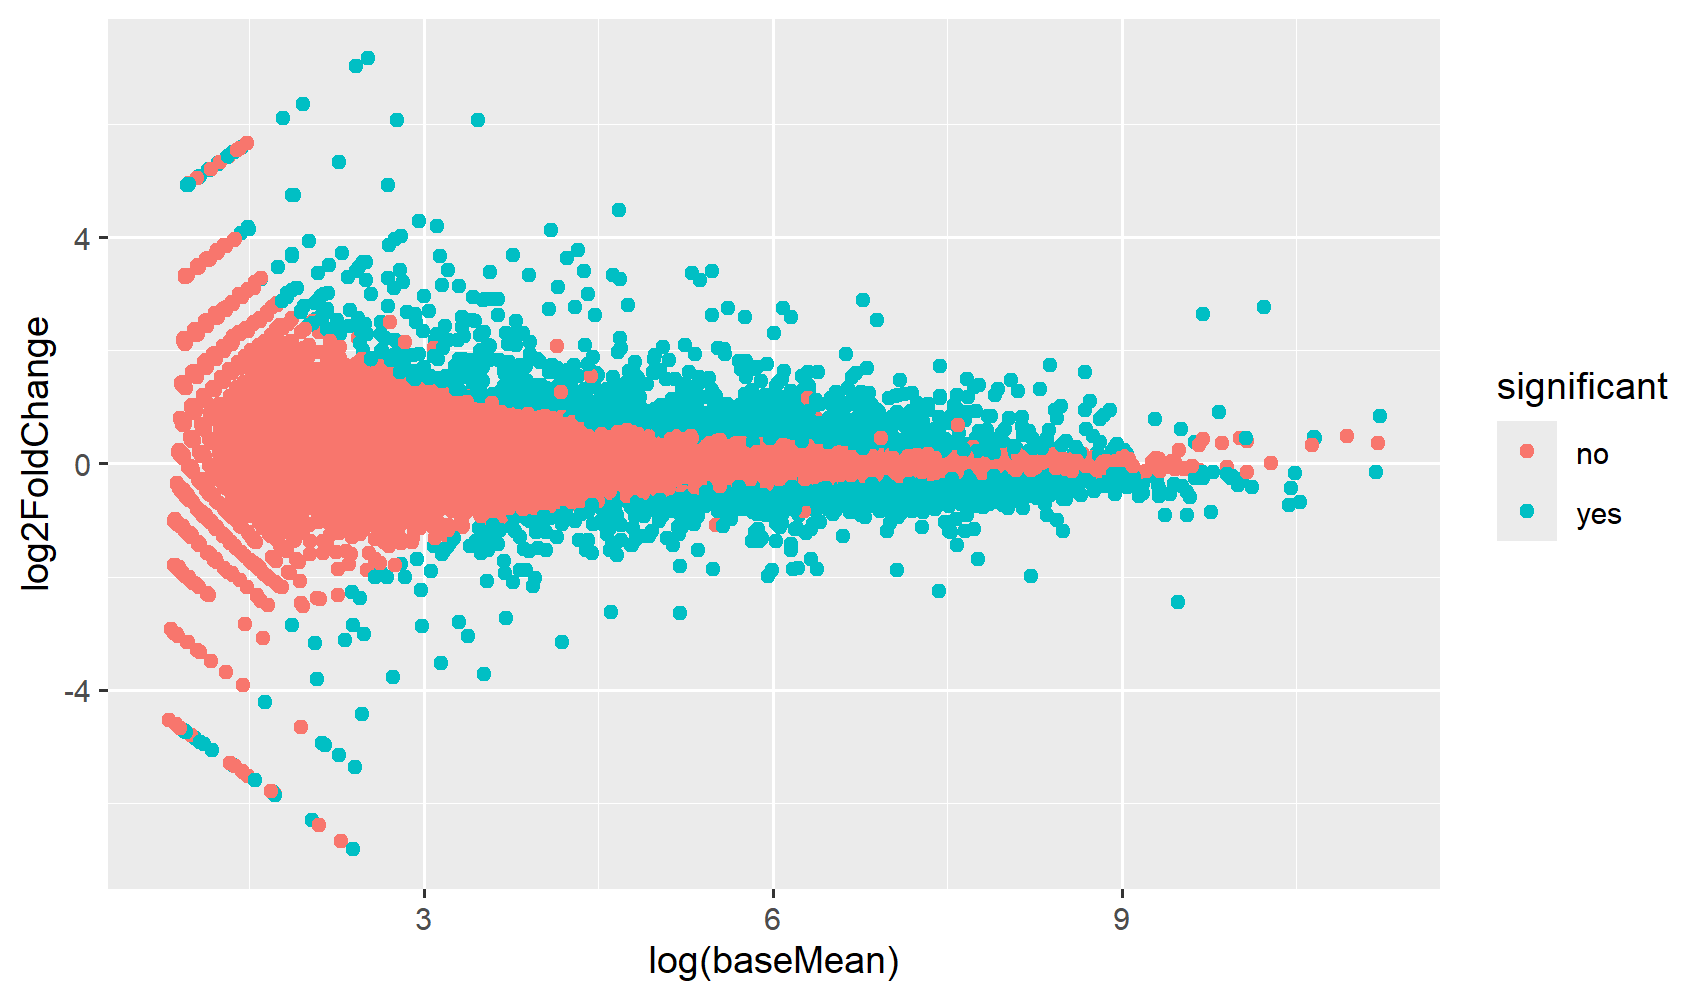 log2FoldChange
4
0
-4
3
6
9
log(baseMean)
significant
no
yes